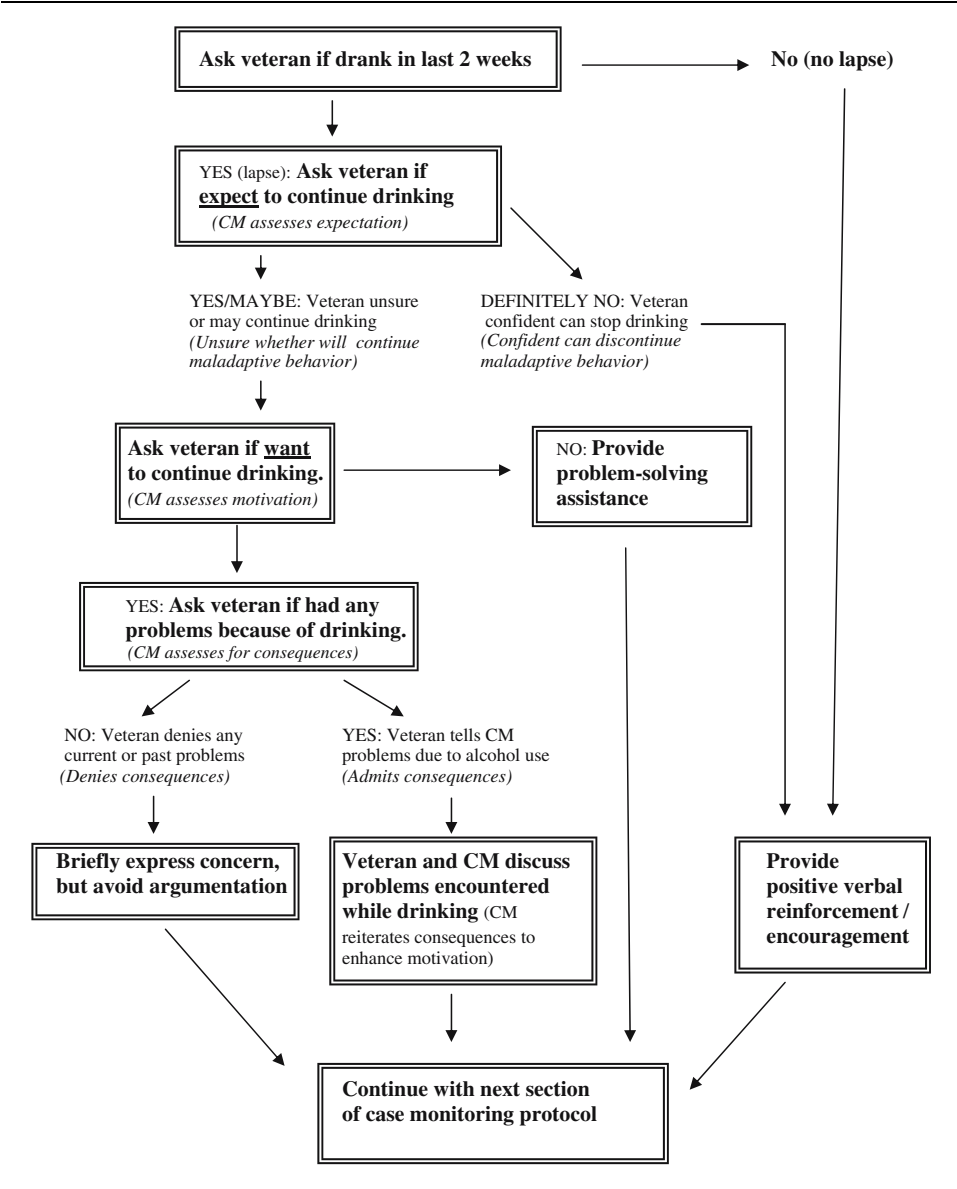 Ask veteran if drank in last 2 weeks
No (no lapse)
YES (lapse): Ask veteran if
expect to continue drinking
(CM assesses expectation)
YES/MAYBE: Veteran unsure
or may continue drinking
(Unsure whether will continue
maladaptive behavior)
DEFINITELY NO: Veteran
confident can stop drinking
(Confident can discontinue
maladaptive behavior)
Ask veteran if want
to continue drinking.
(CM assesses motivation)
NO: Provide
problem-solving
assistance
YES: Ask veteran if had any
problems because of drinking.
(CM assesses for consequences)
NO: Veteran denies any
current or past problems
(Denies consequences)
YES: Veteran tells CM
problems due to alcohol use
(Admits consequences)
Briefly express concern,
but avoid argumentation
Veteran and CM discuss
problems encountered
while drinking (CM
reiterates consequences to
enhance motivation)
Provide
positive verbal
reinforcement /
encouragement
Continue with next section
of case monitoring protocol